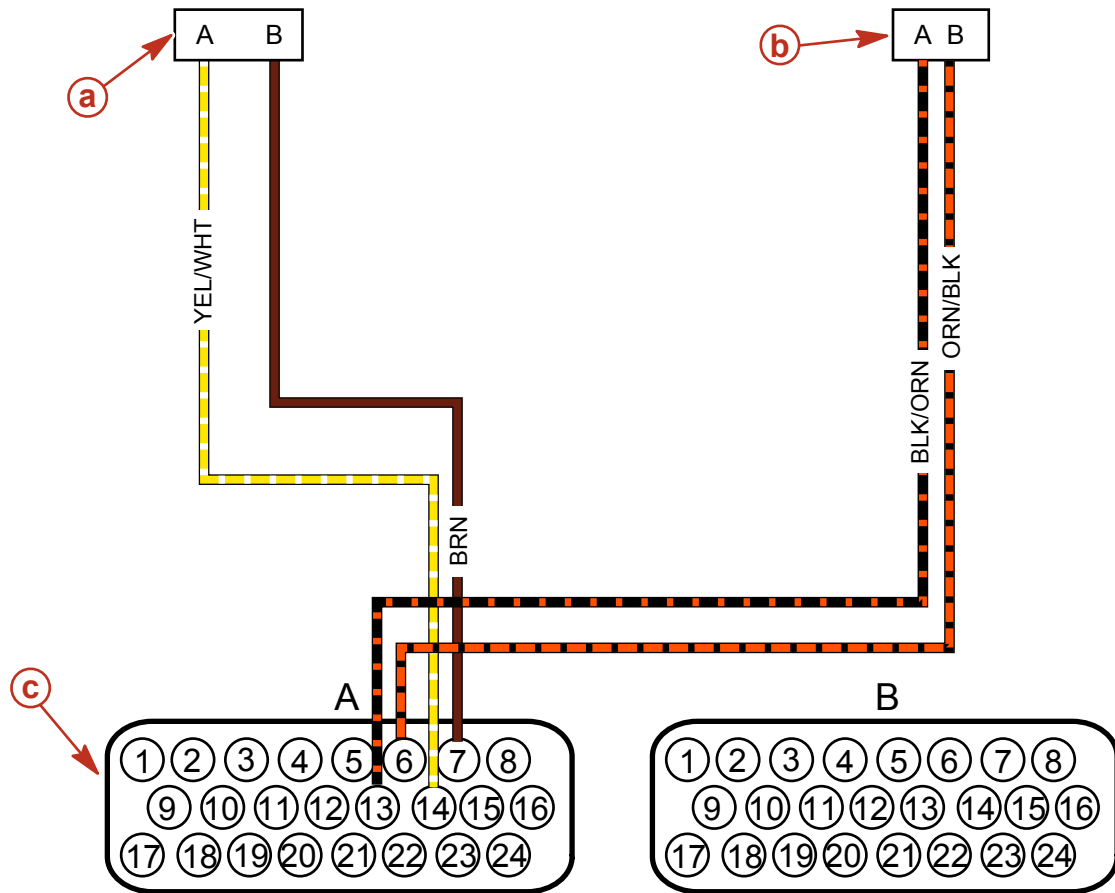 A B
A B
a
b
YEL/WHT
ORN/BLK
BLK/ORN
BRN
c
A
B
1 2 3 4 5 6 7 8
9 10 11 12 13 14 15 16
17 18 19 20 21 22 23 24
1 2 3 4 5 6 7 8
9 10 11 12 13 14 15 16
17 18 19 20 21 22 23 24